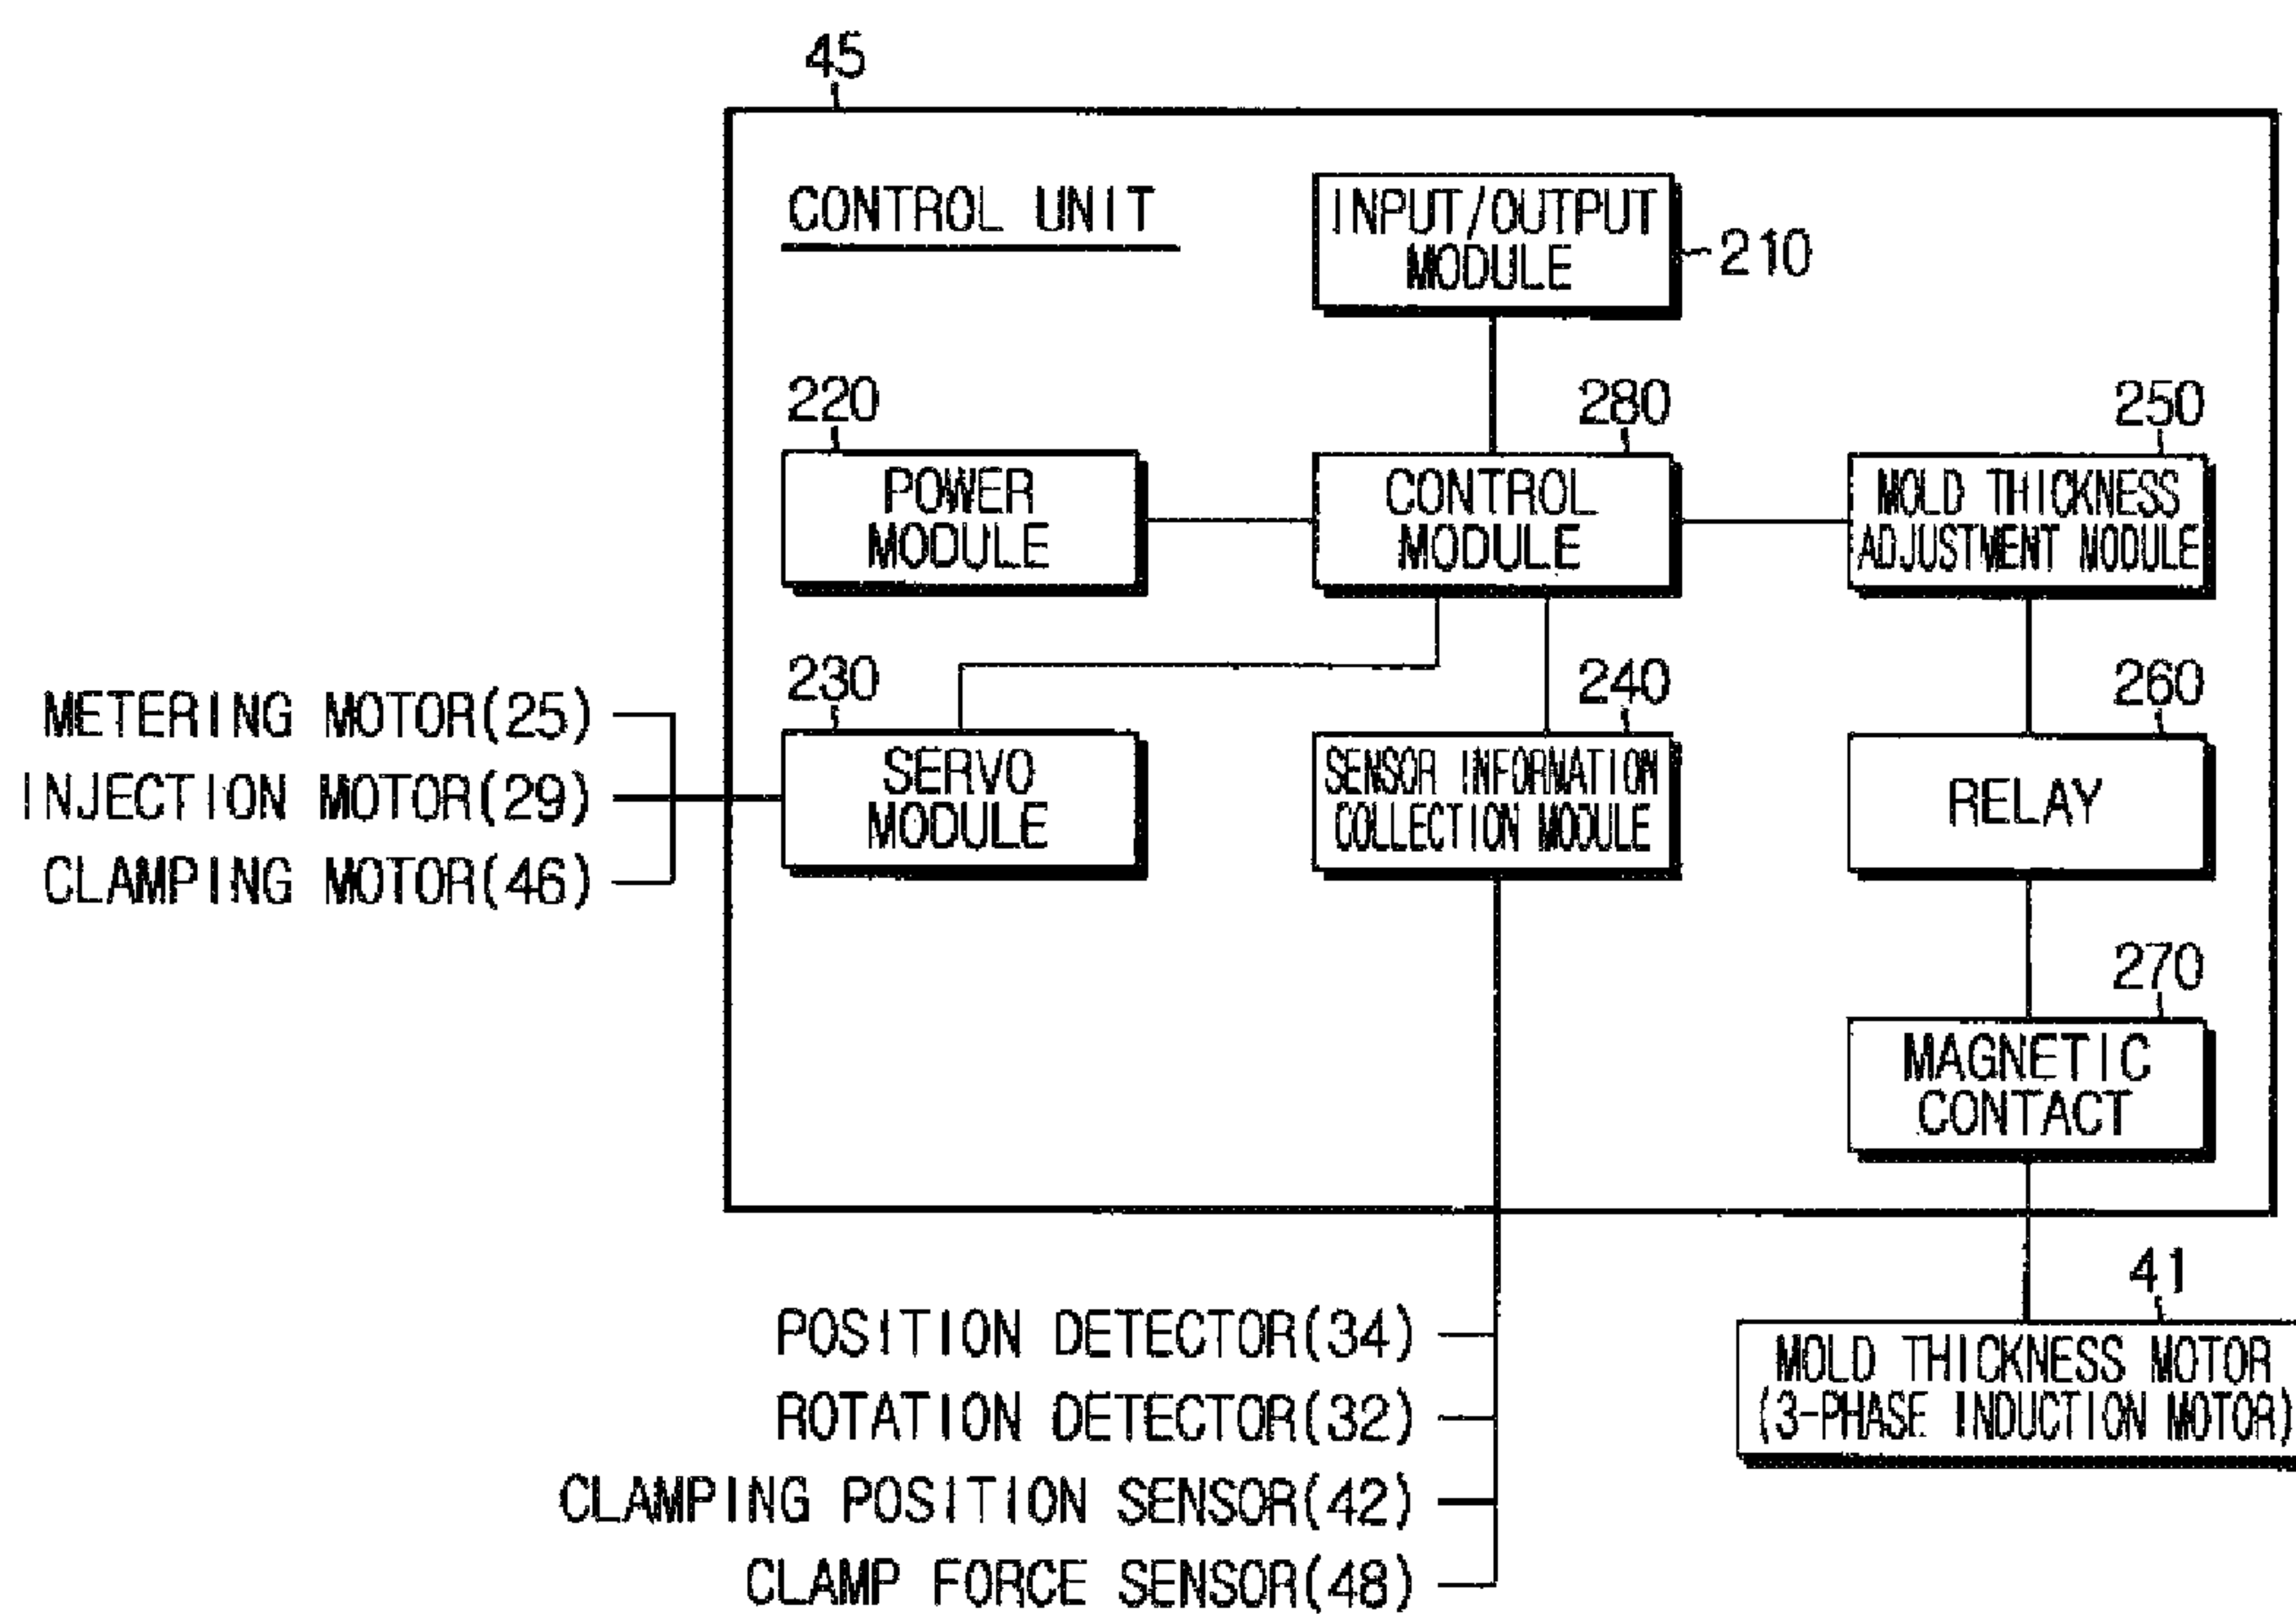 45
CONTROL UNIT
INPUT/OUTPUT
MODULE
210
220
280
250
POWER
MODULE
CONTROL
MODULE
MOLD THICKNESS
ADJUSTMENT MODULE
230
240
260
METERING MOTOR(25)
INJECTION MOTOR(29)
CLAMPING MOTOR(46)
SERVO
MODULE
SENSOR INFORMATION
COLLECTION MODULE
RELAY
270
MAGNETIC
CONTACT
41
POSITION DETECTOR(34)
ROTATION DETECTOR(32)
CLAMPING POSITION SENSOR(42)
CLAMP FORCE SENSOR(48)
MOLD THICKNESS MOTOR
(3-PHASE INDUCTION MOTOR)